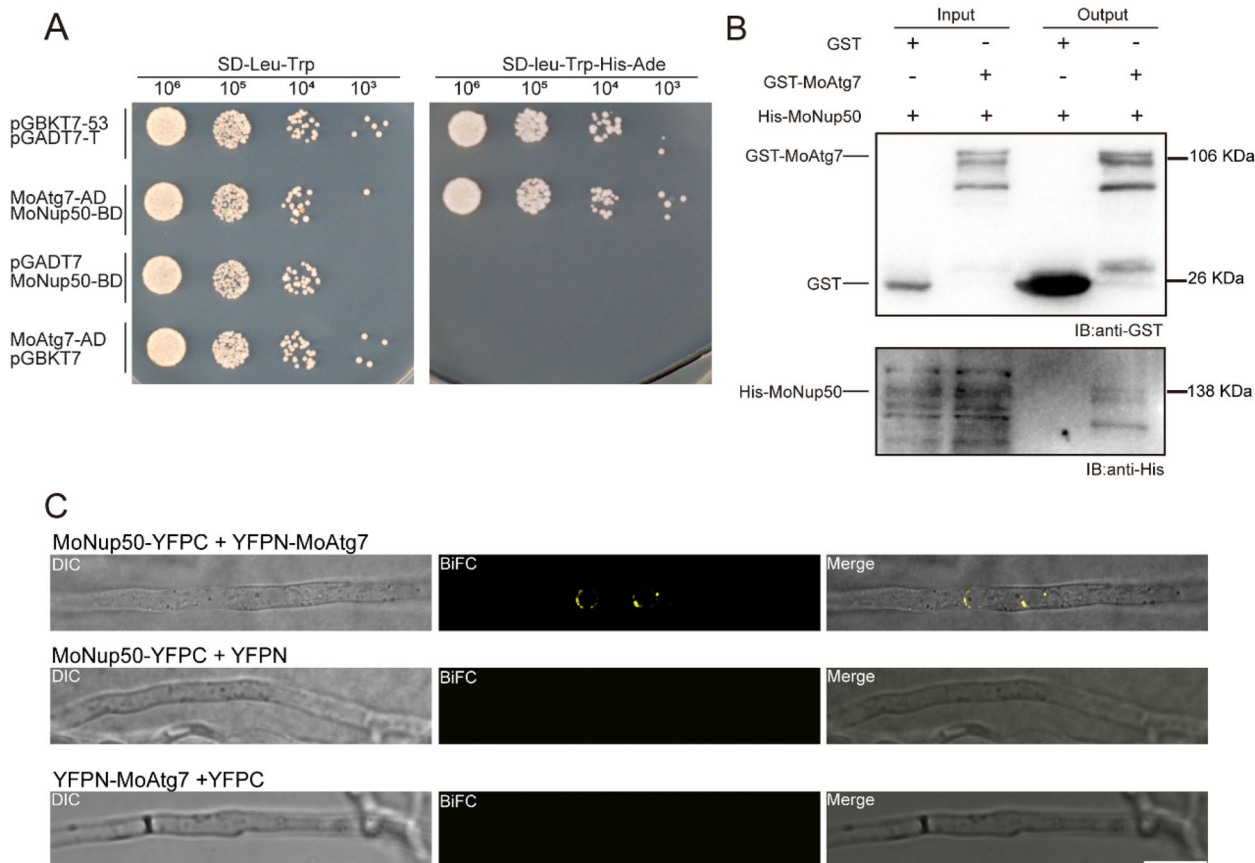 A
SD-Leu-Trp
SD-leu-Trp-His-Ade
10⁶ 10⁵ 10⁴ 10³
10⁶ 10⁵ 10⁴ 10³
pGBKT7-53
pGADT7-T
MoAtg7-AD
MoNup50-BD
pGADT7
MoNup50-BD
MoAtg7-AD
pGBKT7
B
Input Output
GST + - + -
GST-MoAtg7 - + - +
His-MoNup50 + + + +
GST-MoAtg7
106 KDa
GST
26 KDa
IB:anti-GST
His-MoNup50
138 KDa
IB:anti-His
C
MoNup50-YFPC + YFPN-MoAtg7
DIC BiFC Merge
MoNup50-YFPC + YFPN
DIC BiFC Merge
YFPN-MoAtg7 +YFPC
DIC BiFC Merge